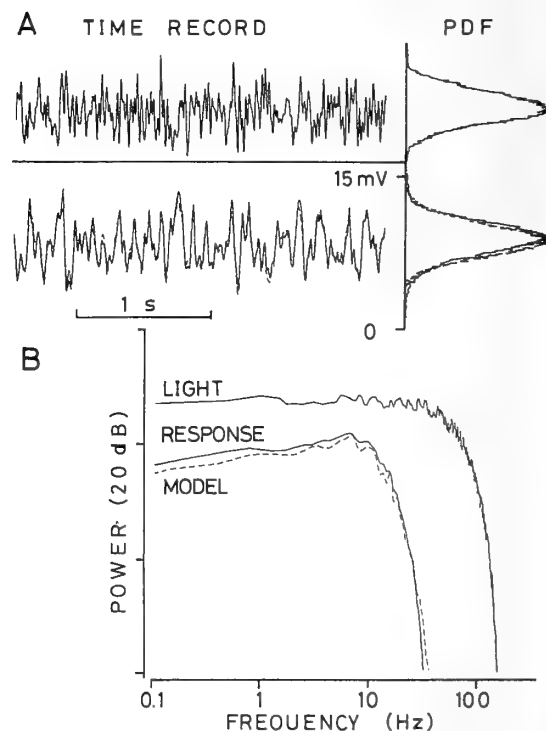 A TIME RECORD PDF
15 mV
1 s
0
B
LIGHT
RESPONSE
MODEL
POWER (20 dB)
0.1 1 10 100
FREQUENCY (Hz)